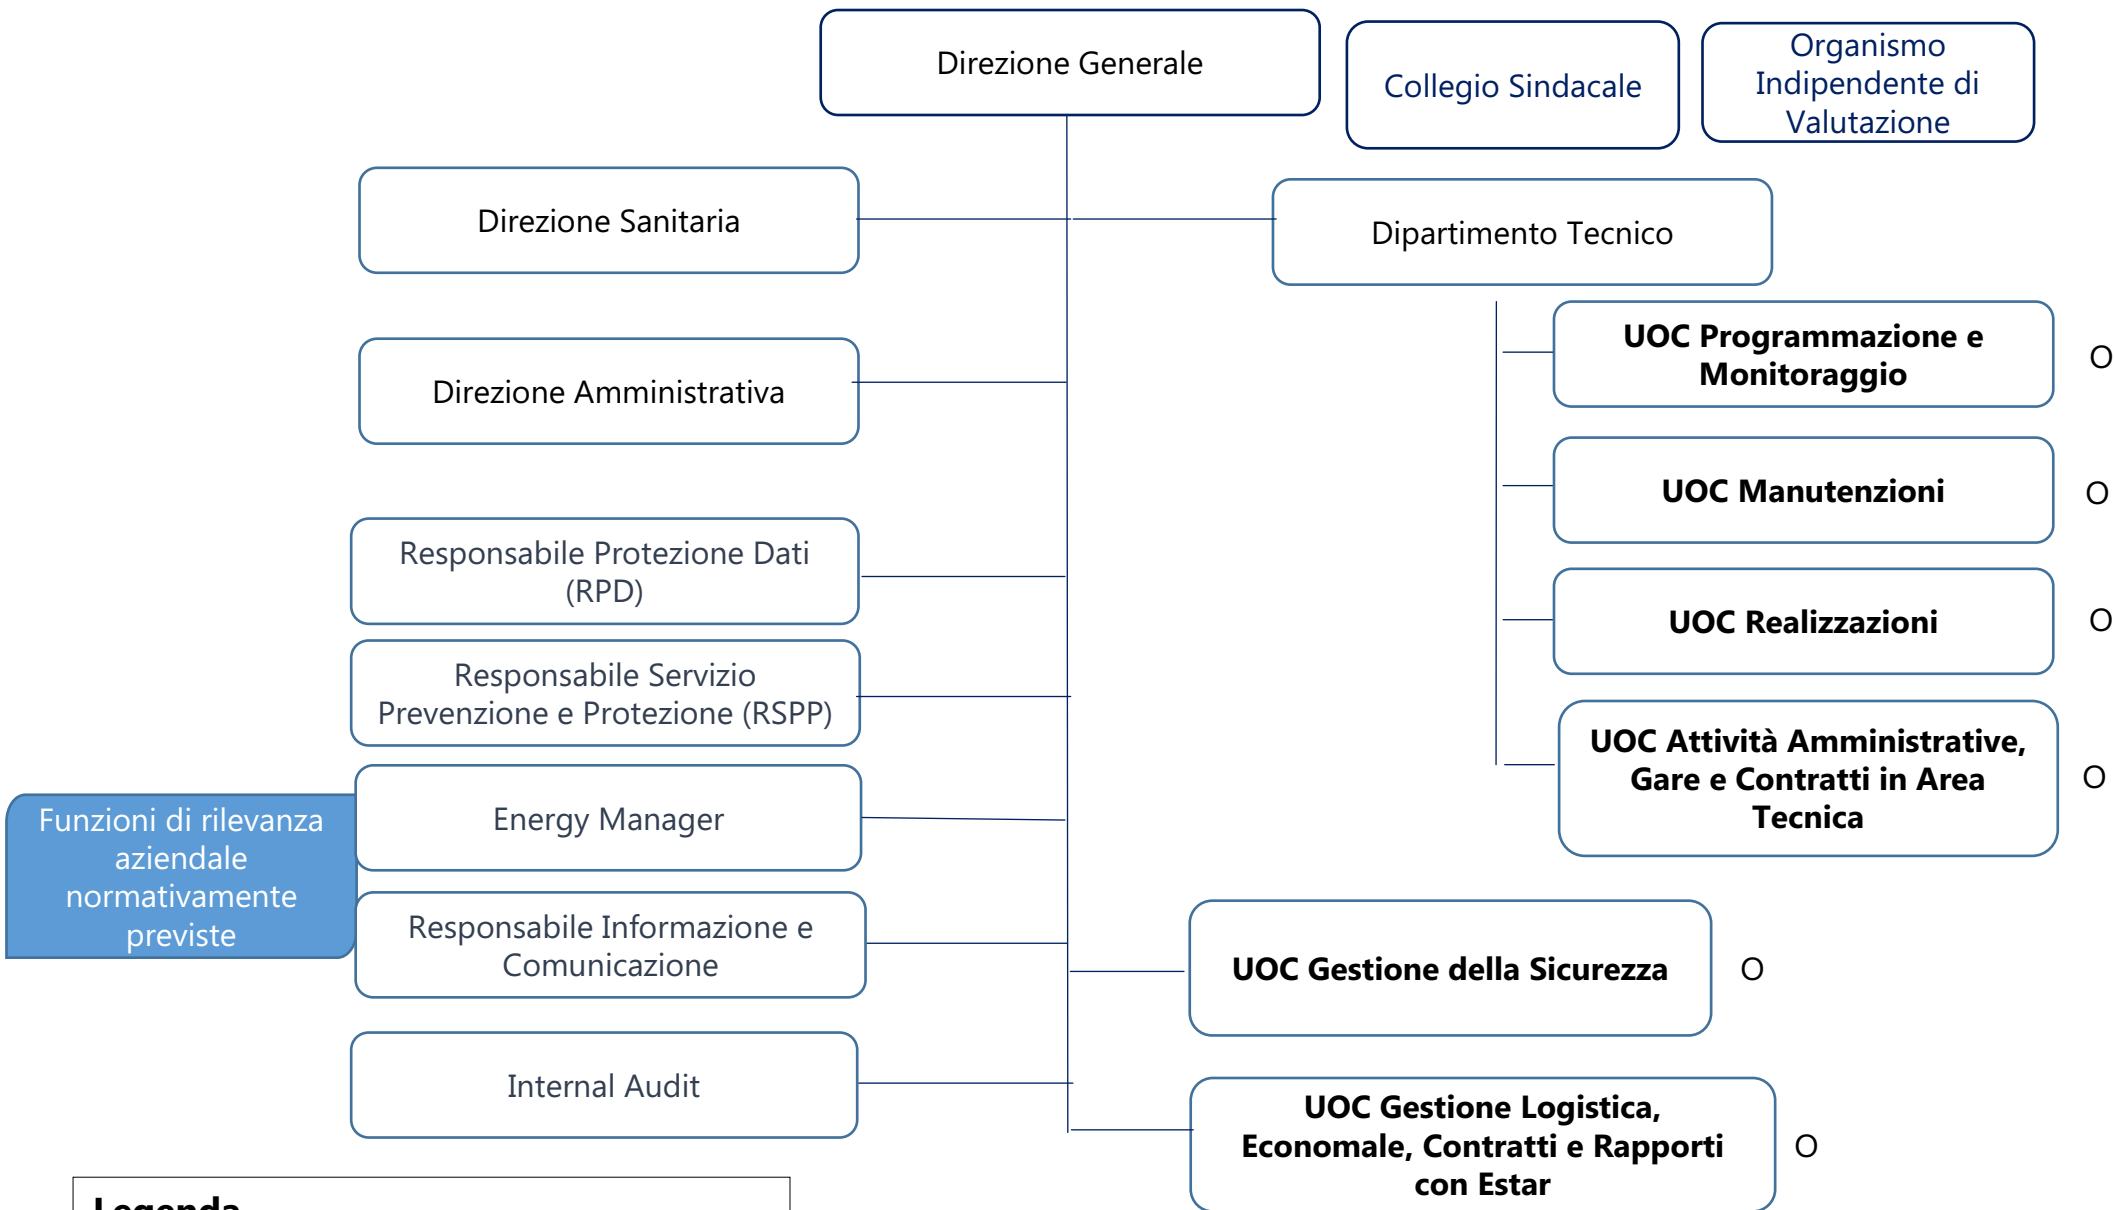 Direzione Generale
Collegio Sindacale
Organismo
Indipendente di
Valutazione
Direzione Sanitaria
Dipartimento Tecnico
UOC Programmazione e
Monitoraggio
O
Direzione Amministrativa
UOC Manutenzioni
O
Responsabile Protezione Dati
(RPD)
UOC Realizzazioni
O
Responsabile Servizio
Prevenzione e Protezione (RSPP)
UOC Attività Amministrative,
Gare e Contratti in Area
Tecnica
O
Funzioni di rilevanza
aziendale
normativamente
previste
Energy Manager
Responsabile Informazione e
Comunicazione
UOC Gestione della Sicurezza
O
Internal Audit
UOC Gestione Logistica,
Economale, Contratti e Rapporti
con Estar
O
Legenda